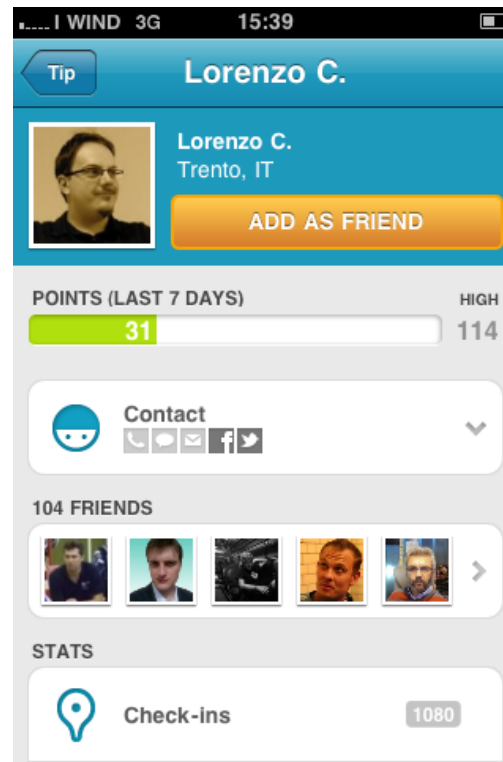 I WIND 3G 15:39
Tip Lorenzo C.
Lorenzo C.
Trento, IT
ADD AS FRIEND
POINTS (LAST 7 DAYS) HIGH
31 114
Contact
104 FRIENDS
STATS
Check-ins 1080